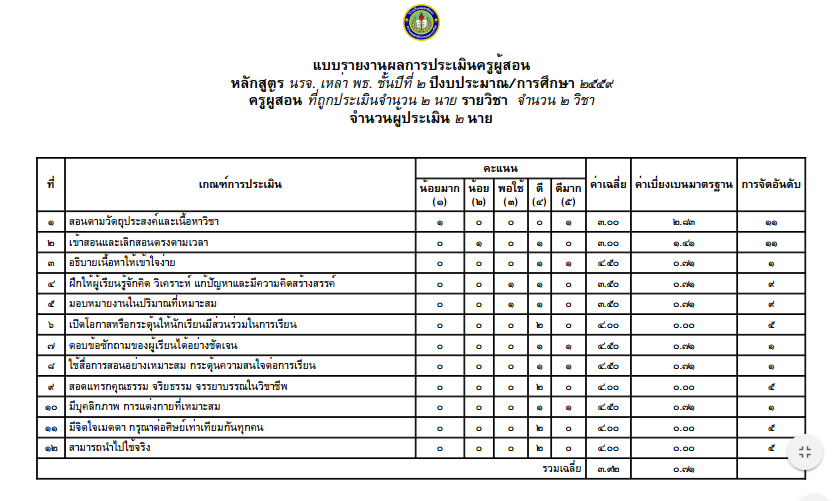 แบบรายงานผลการประเมินครูผู้สอน
หลักสูตร นรจ. เหล่า พธ. ชั้นปีที่ ๒ ปีงบประมาณ/การศึกษา ๒๕๕๙
ครูผู้สอน ที่ถูกประเมินจำนวน ๒ นาย รายวิชา จำนวน ๒ วิชา
จำนวนผู้ประเมิน ๒ นาย
ที่ เกณฑ์การประเมิน คะแนน ค่าเฉลี่ย ค่าเบี่ยงเบนมาตรฐาน การจัดอันดับ
น้อยมาก น้อย พอใช้ ดี ดีมาก
(๑) (๒) (๓) (๔) (๕)
๑ สอนตามวัตถุประสงค์และเนื้อหาวิชา ๑ ๐ ๐ ๐ ๑ ๓.๐๐ ๒.๘๓ ๑๑
๒ เข้าสอนและเลิกสอนตรงตามเวลา ๐ ๑ ๐ ๑ ๐ ๓.๐๐ ๑.๔๑ ๑๑
๓ อธิบายเนื้อหาให้เข้าใจง่าย ๐ ๐ ๐ ๑ ๑ ๔.๕๐ ๐.๗๑ ๑
๔ ฝึกให้ผู้เรียนรู้จักคิด วิเคราะห์ แก้ปัญหาและมีความคิดสร้างสรรค์ ๐ ๐ ๑ ๑ ๐ ๓.๕๐ ๐.๗๑ ๙
๕ มอบหมายงานในปริมาณที่เหมาะสม ๐ ๐ ๑ ๑ ๐ ๓.๕๐ ๐.๗๑ ๙
๖ เปิดโอกาสหรือกระตุ้นให้นักเรียนมีส่วนร่วมในการเรียน ๐ ๐ ๐ ๒ ๐ ๔.๐๐ ๐.๐๐ ๕
๗ ตอบข้อซักถามของผู้เรียนได้อย่างชัดเจน ๐ ๐ ๐ ๑ ๑ ๔.๕๐ ๐.๗๑ ๑
๘ ใช้สื่อการสอนอย่างเหมาะสม กระตุ้นความสนใจต่อการเรียน ๐ ๐ ๐ ๑ ๑ ๔.๕๐ ๐.๗๑ ๑
๙ สอดแทรกคุณธรรม จริยธรรม จรรยาบรรณในวิชาชีพ ๐ ๐ ๐ ๒ ๐ ๔.๐๐ ๐.๐๐ ๕
๑๐ มีบุคลิกภาพ การแต่งกายที่เหมาะสม ๐ ๐ ๐ ๑ ๑ ๔.๕๐ ๐.๗๑ ๑
๑๑ มีจิตใจเมตตา กรุณาต่อศิษย์เท่าเทียมกันทุกคน ๐ ๐ ๐ ๒ ๐ ๔.๐๐ ๐.๐๐ ๕
๑๒ สามารถนำไปใช้จริง ๐ ๐ ๐ ๒ ๐ ๔.๐๐ ๐.๐๐ ๕
รวมเฉลี่ย ๓.๙๒ ๐.๗๑